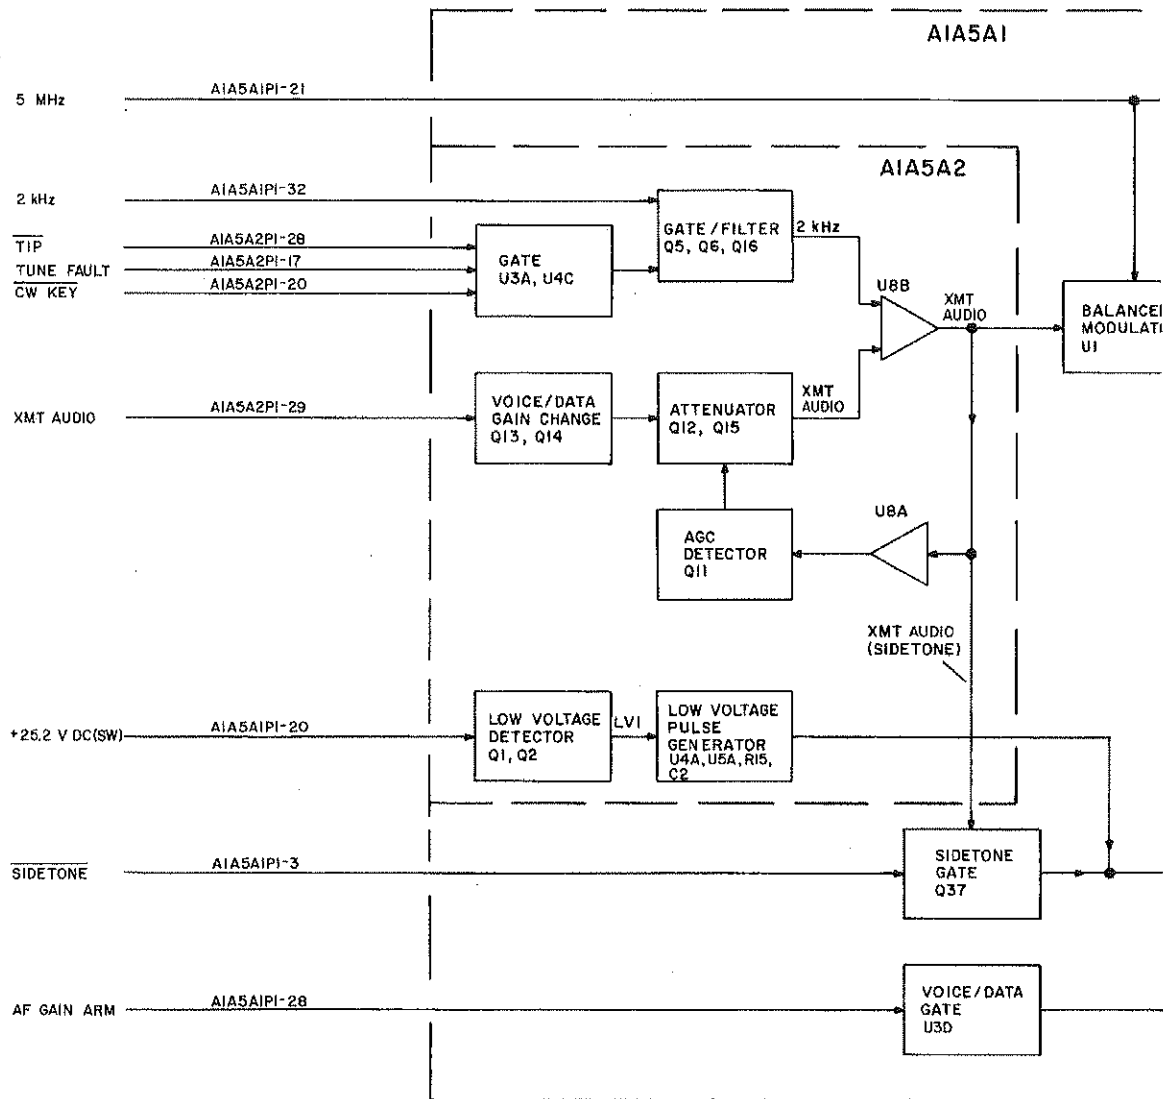 A1A5A1
5 MHz
A1A5A1P1-21
A1A5A2
2 kHz
A1A5A1P1-32
GATE/FILTER
Q5, Q6, Q16
2 kHz
TIP
A1A5A2P1-28
TUNE FAULT
A1A5A2P1-17
CW KEY
A1A5A2P1-20
GATE
U3A, U4C
U8B
XMT
AUDIO
BALANCE
MODULAT
U1
XMT AUDIO
A1A5A2P1-29
VOICE/DATA
GAIN CHANGE
Q13, Q14
ATTENUATOR
Q12, Q15
XMT
AUDIO
AGC
DETECTOR
Q11
U8A
XMT AUDIO
(SIDETONE)
+25.2 V DC(SW)
A1A5A1P1-20
LOW VOLTAGE
DETECTOR
Q1, Q2
LV1
LOW VOLTAGE
PULSE
GENERATOR
U4A, U5A, R15,
C2
SIDETONE
A1A5A1P1-3
SIDETONE
GATE
Q37
AF GAIN ARM
A1A5A1P1-28
VOICE/DATA
GATE
U3D